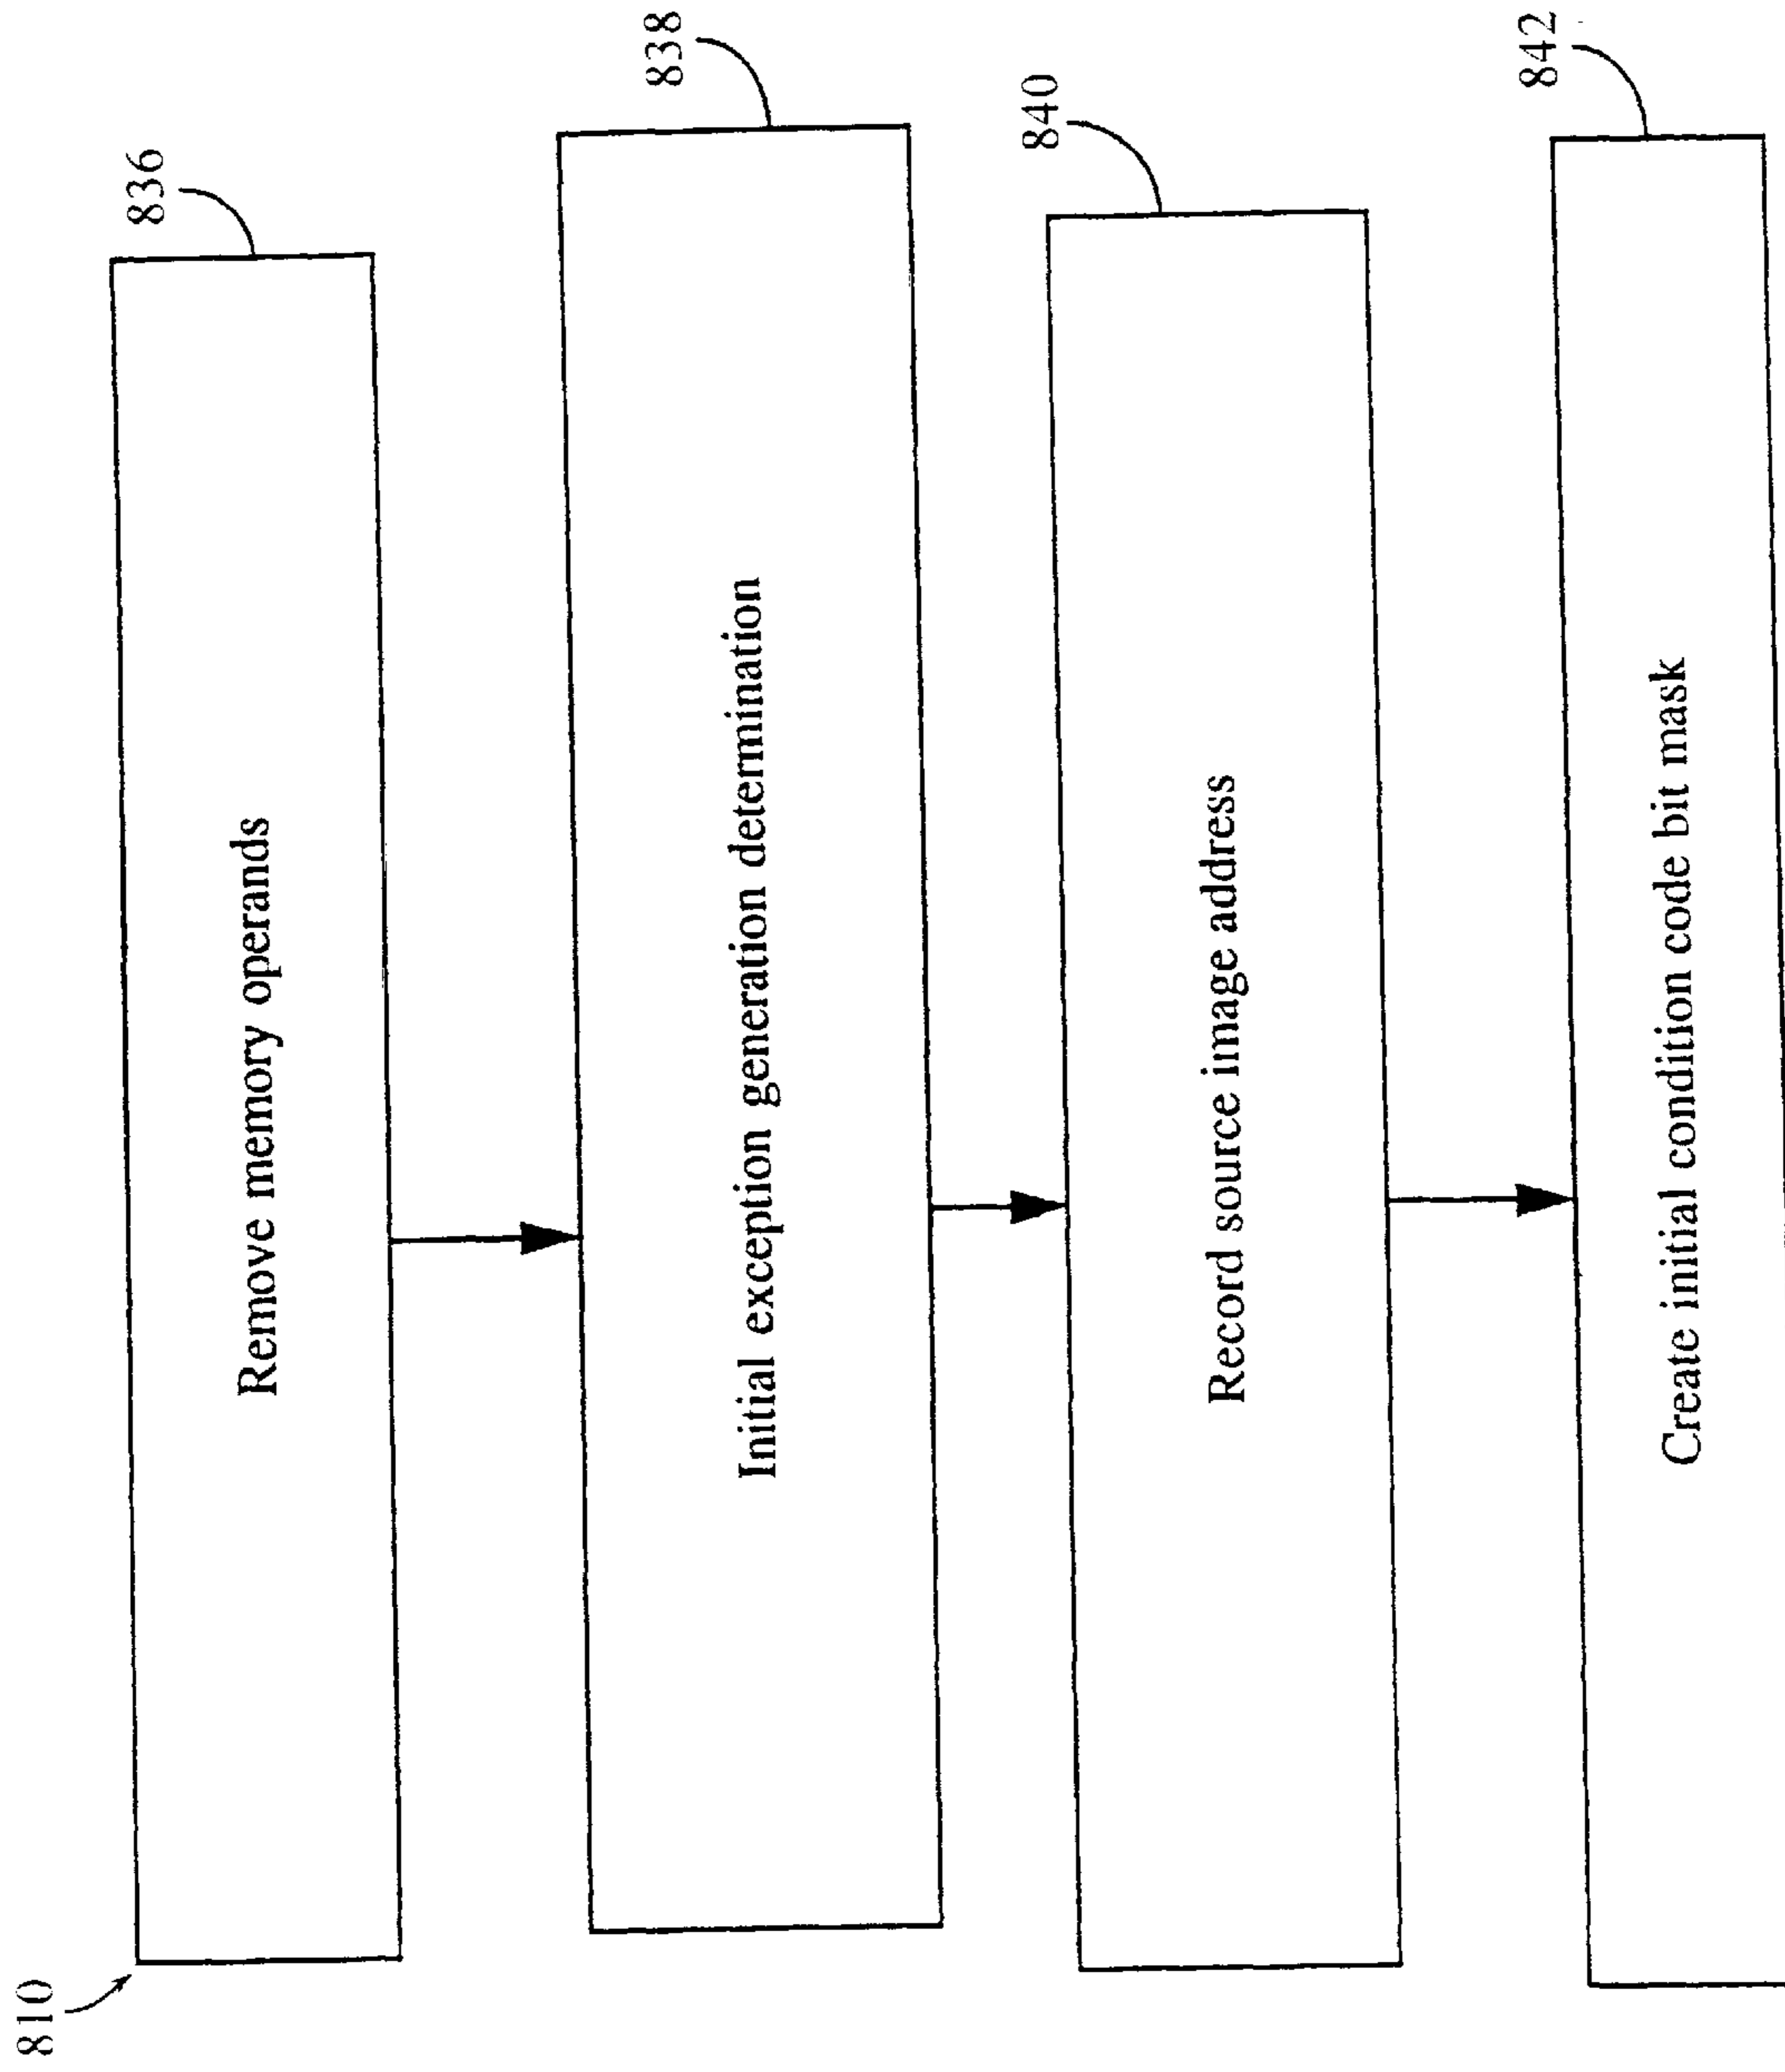 810
836
Remove memory operands
838
Initial exception generation determination
840
Record source image address
842
Create initial condition code bit mask